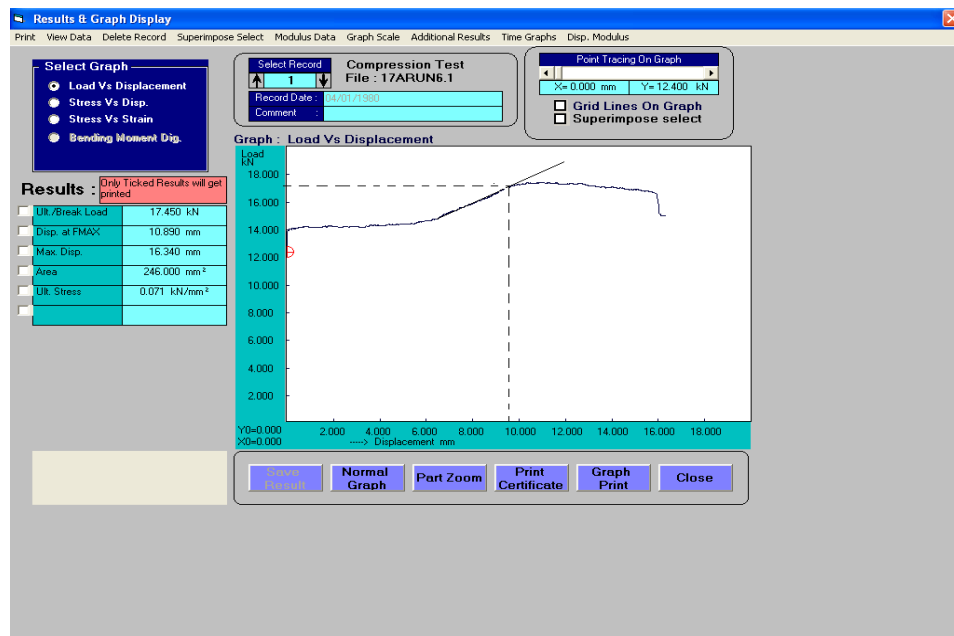 Results & Graph Display
Print View Data Delete Record Superimpose Select Modulus Data Graph Scale Additional Results Time Graphs Disp. Modulus
Select Graph
Load Vs Displacement
Stress Vs Disp.
Stress Vs Strain
Bending Moment Dig.
Select Record
1
Compression Test
File : 17ARUN6.1
Record Date : 04/01/1980
Comment :
Point Tracing On Graph
X= 0.000 mm Y= 12.400 kN
Grid Lines On Graph
Superimpose select
Results : Only Ticked Results will get printed
Ult./Break Load 17.450 kN
Disp. at FMAX 10.890 mm
Max. Disp. 16.340 mm
Area 246.000 mm²
Ult. Stress 0.071 kN/mm²
Graph : Load Vs Displacement
Load
kN
18.000
16.000
14.000
12.000
10.000
8.000
6.000
4.000
2.000
Y0=0.000
X0=0.000
2.000 4.000 6.000 8.000 10.000 12.000 14.000 16.000 18.000
----> Displacement mm
Save Result
Normal Graph
Part Zoom
Print Certificate
Graph Print
Close